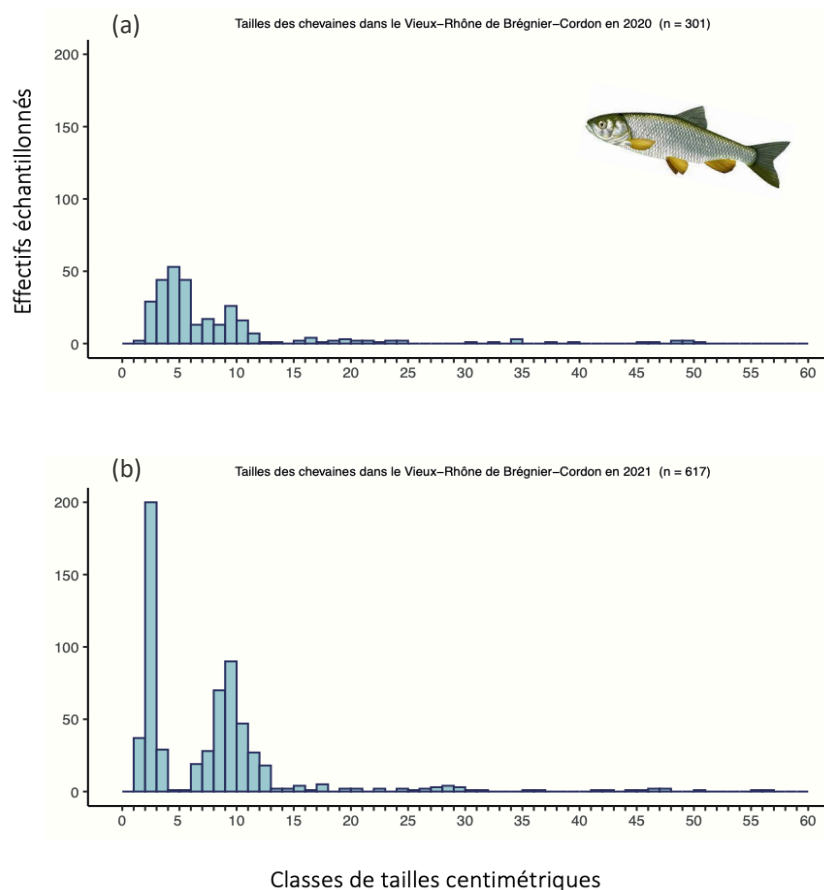 (a)
Tailles des chevaines dans le Vieux−Rhône de Brégnier−Cordon en 2020 (n = 301)
Effectifs échantillonnés
200
150
100
50
0
0 5 10 15 20 25 30 35 40 45 50 55 60
(b)
Tailles des chevaines dans le Vieux−Rhône de Brégnier−Cordon en 2021 (n = 617)
200
150
100
50
0
0 5 10 15 20 25 30 35 40 45 50 55 60
Classes de tailles centimétriques